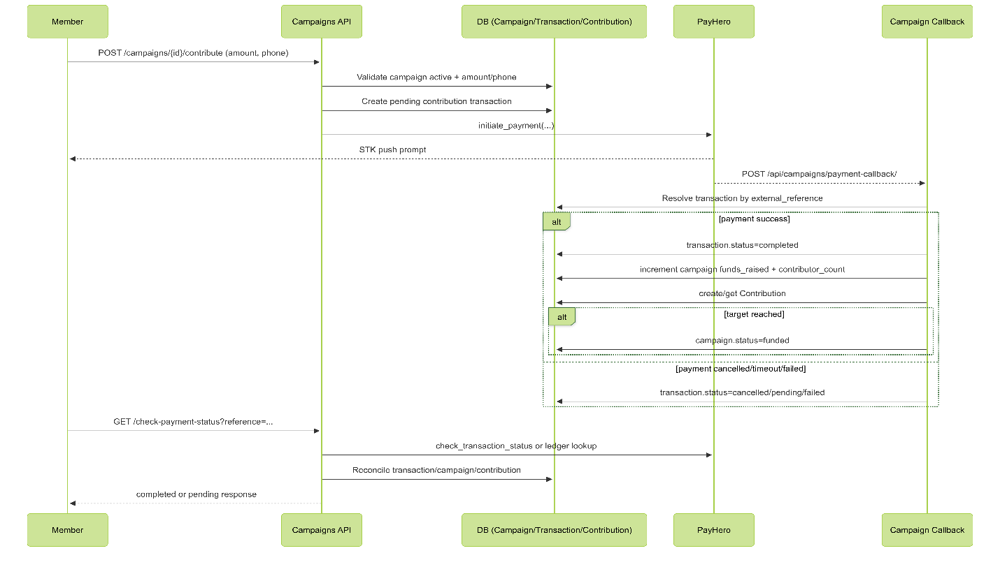 Member
Campaigns API
DB (Campaign/Transaction/Contribution)
PayHero
Campaign Callback
POST /campaigns/{id}/contribute (amount, phone)
Validate campaign active + amount/phone
Create pending contribution transaction
initiate_payment(...)
STK push prompt
POST /api/campaigns/payment-callback/
Resolve transaction by external_reference
alt
[payment success]
transaction.status=completed
increment campaign funds_raised + contributor_count
create/get Contribution
alt
[target reached]
campaign.status=funded
[payment cancelled/timeout/failed]
transaction.status=cancelled/pending/failed
GET /check-payment-status?reference=...
check_transaction_status or ledger lookup
Reconcile transaction/campaign/contribution
completed or pending response
Member
Campaigns API
DB (Campaign/Transaction/Contribution)
PayHero
Campaign Callback